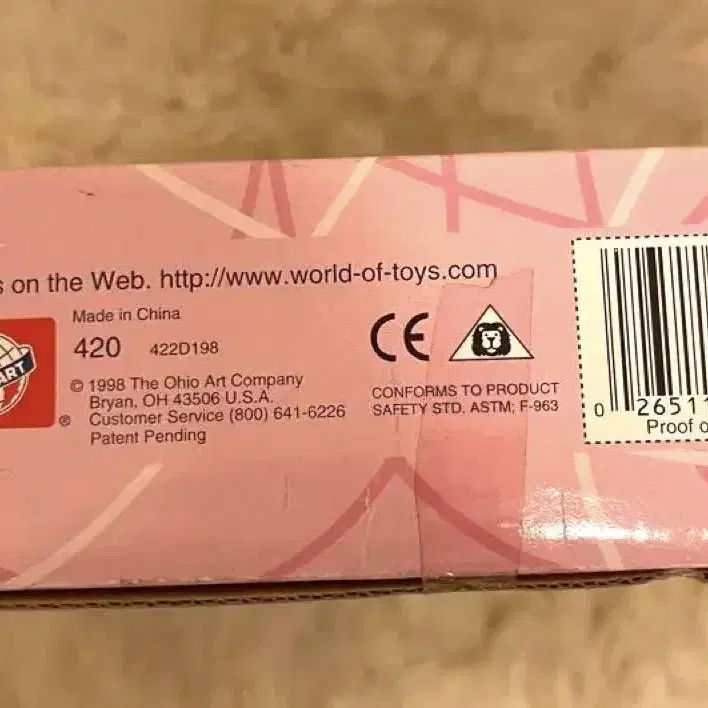 s on the Web. http://www.world-of-toys.com
Made in China
420 422D198
ART
®
© 1998 The Ohio Art Company
Bryan, OH 43506 U.S.A.
Customer Service (800) 641-6226
Patent Pending
CE
CONFORMS TO PRODUCT
SAFETY STD. ASTM; F-963
0 26511
Proof o